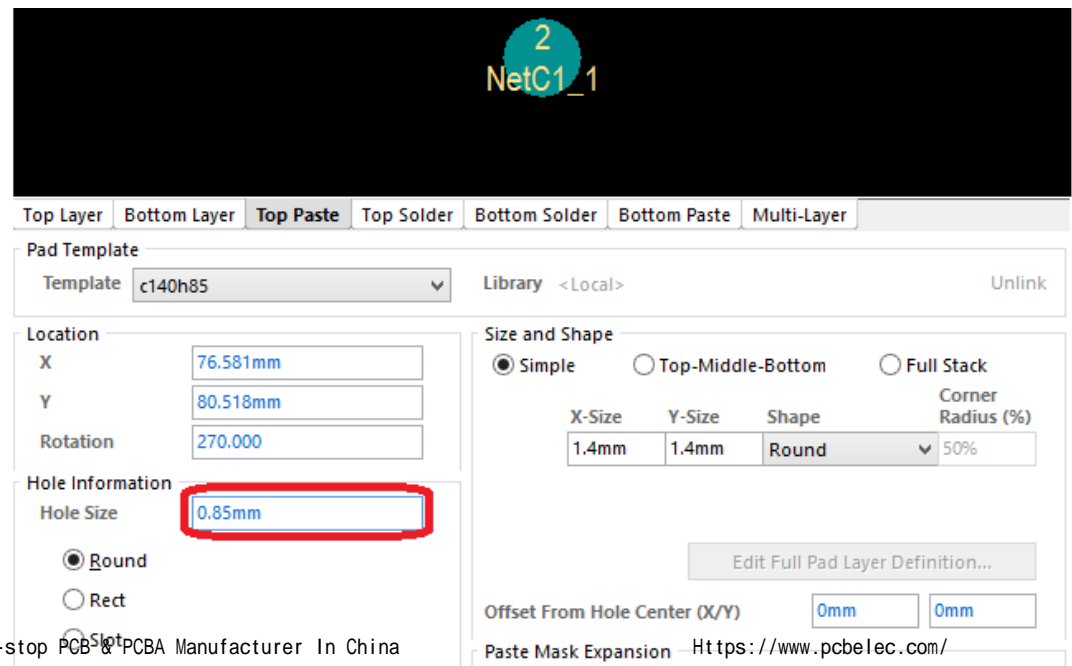 2
NetC1_1
Top Layer Bottom Layer Top Paste Top Solder Bottom Solder Bottom Paste Multi-Layer
Pad Template
Template c140h85 Library <Local> Unlink
Location
X 76.581mm
Y 80.518mm
Rotation 270.000
Size and Shape
Simple Top-Middle-Bottom Full Stack
X-Size Y-Size Shape Corner Radius (%)
1.4mm 1.4mm Round 50%
Hole Information
Hole Size 0.85mm
Round
Rect
Slot
Edit Full Pad Layer Definition...
Offset From Hole Center (X/Y) 0mm 0mm
Paste Mask Expansion
-stop PCB & PCBA Manufacturer In China Https://www.pcbelec.com/